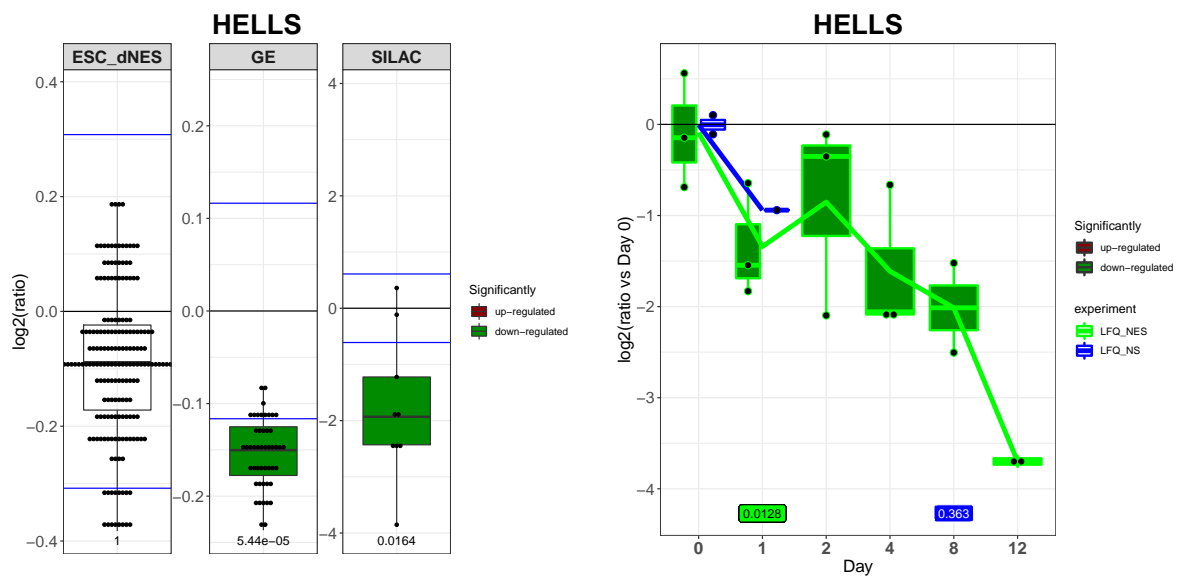 HELLS
ESC_dNES
GE
SILAC
log2(ratio)
0.4
0.2
0.0
−0.2
−0.4
0.2
0.1
0.0
−0.1
−0.2
4
2
0
−2
−4
1
5.44e−05
0.0164
Significantly
up−regulated
down−regulated
HELLS
log2(ratio vs Day 0)
0
−1
−2
−3
−4
0.0128
0.363
0
1
2
4
8
12
Day
Significantly
up−regulated
down−regulated
experiment
LFQ_NES
LFQ_NS